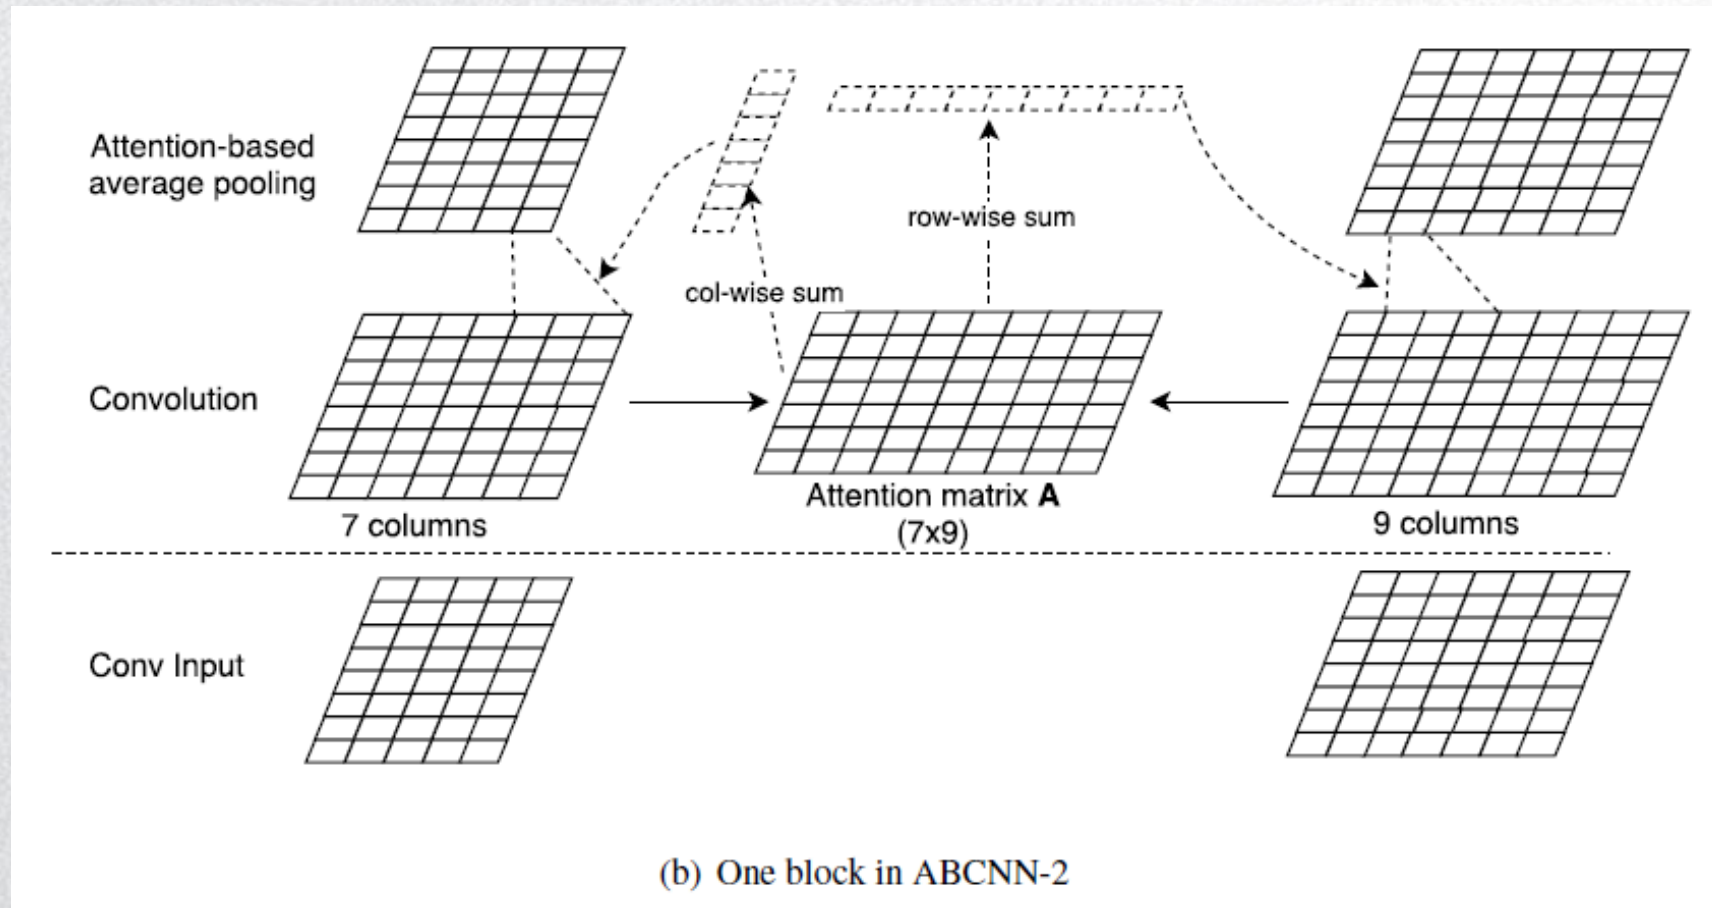 Attention-based
average pooling
row-wise sum
col-wise sum
Convolution
7 columns
Attention matrix A
(7x9)
9 columns
Conv Input
(b) One block in ABCNN-2